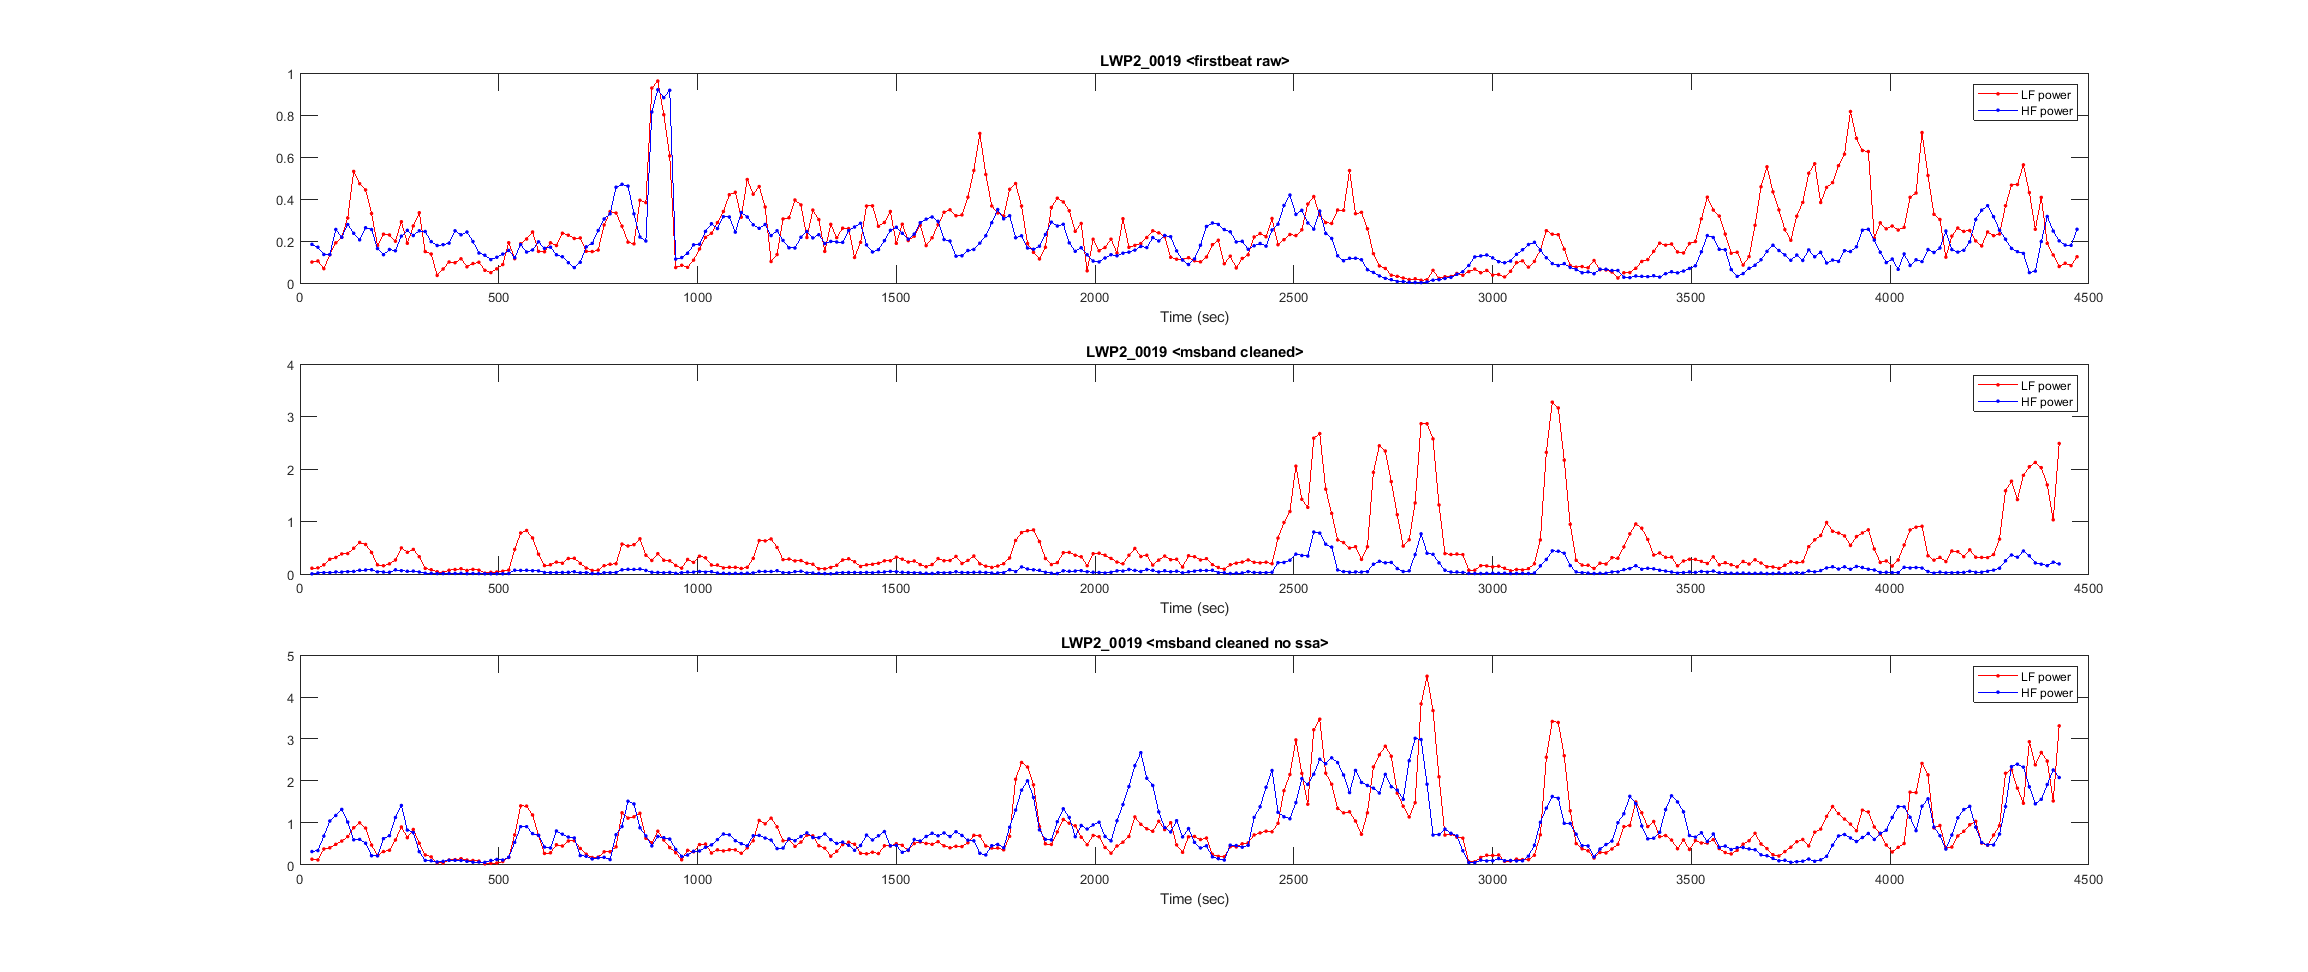 LWP2_0019 <firstbeat raw>
1
0.8
0.6
0.4
0.2
0
LF power
HF power
0 500 1000 1500 2000 2500 3000 3500 4000 4500
Time (sec)
LWP2_0019 <msband cleaned>
4
3
2
1
0
LF power
HF power
0 500 1000 1500 2000 2500 3000 3500 4000 4500
Time (sec)
LWP2_0019 <msband cleaned no ssa>
5
4
3
2
1
0
LF power
HF power
0 500 1000 1500 2000 2500 3000 3500 4000 4500
Time (sec)